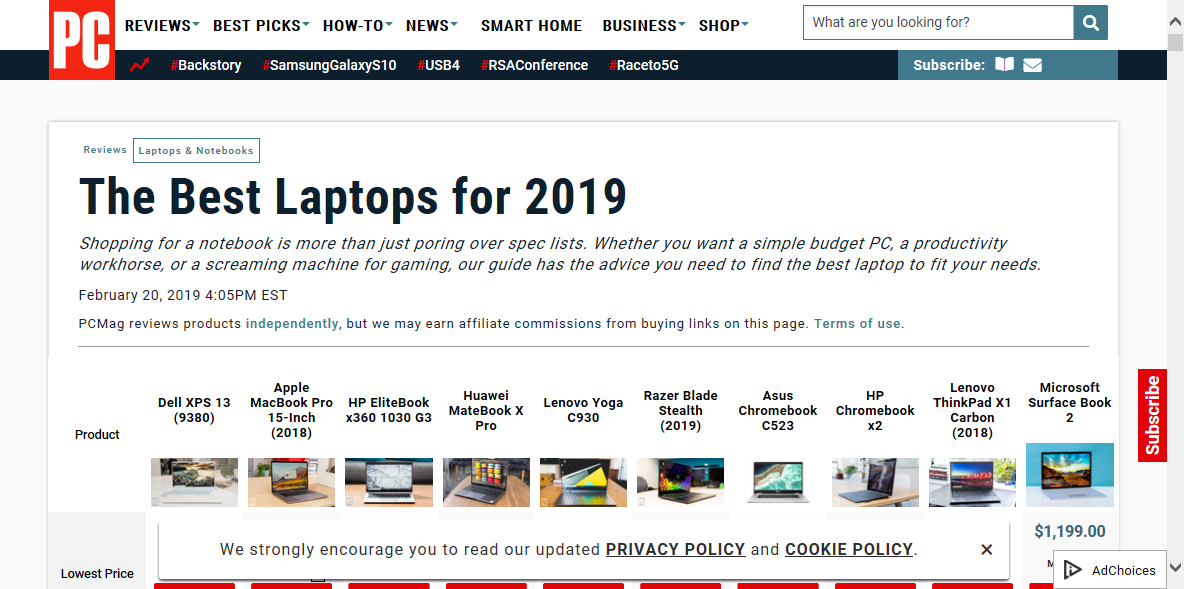 PC
REVIEWS BEST PICKS HOW-TO NEWS SMART HOME BUSINESS SHOP
What are you looking for?
#Backstory #SamsungGalaxyS10 #USB4 #RSAConference #Raceto5G
Subscribe:
Reviews Laptops & Notebooks
The Best Laptops for 2019
Shopping for a notebook is more than just poring over spec lists. Whether you want a simple budget PC, a productivity
workhorse, or a screaming machine for gaming, our guide has the advice you need to find the best laptop to fit your needs.
February 20, 2019 4:05PM EST
PCMag reviews products independently, but we may earn affiliate commissions from buying links on this page. Terms of use.
Product
Dell XPS 13
(9380)
Apple
MacBook Pro
15-Inch
(2018)
HP EliteBook
x360 1030 G3
Huawei
MateBook X
Pro
Lenovo Yoga
C930
Razer Blade
Stealth
(2019)
Asus
Chromebook
C523
HP
Chromebook
x2
Lenovo
ThinkPad X1
Carbon
(2018)
Microsoft
Surface Book
2
Subscribe
Lowest Price
$1,199.00
We strongly encourage you to read our updated PRIVACY POLICY and COOKIE POLICY.
AdChoices